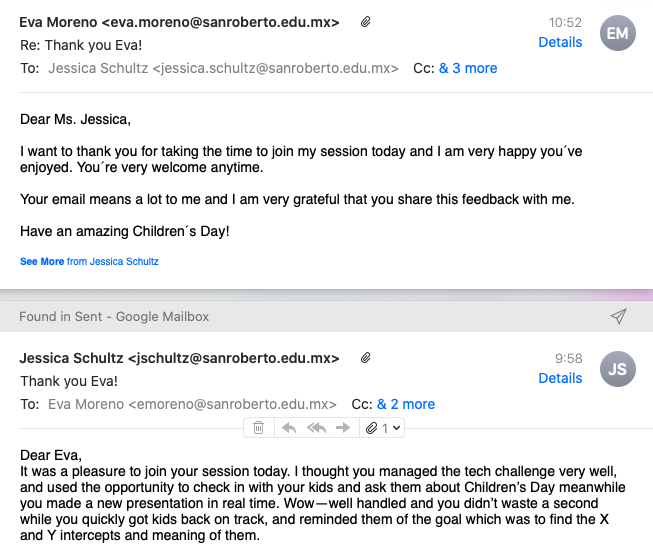 Eva Moreno <eva.moreno@sanroberto.edu.mx>
10:52
EM
Re: Thank you Eva!
Details
To: Jessica Schultz <jessica.schultz@sanroberto.edu.mx> Cc: & 3 more
Dear Ms. Jessica,
I want to thank you for taking the time to join my session today and I am very happy you´ve
enjoyed. You´re very welcome anytime.
Your email means a lot to me and I am very grateful that you share this feedback with me.
Have an amazing Children´s Day!
See More from Jessica Schultz
Found in Sent - Google Mailbox
Jessica Schultz <jschultz@sanroberto.edu.mx>
9:58
JS
Thank you Eva!
Details
To: Eva Moreno <emoreno@sanroberto.edu.mx> Cc: & 2 more
1
Dear Eva,
It was a pleasure to join your session today. I thought you managed the tech challenge very well,
and used the opportunity to check in with your kids and ask them about Children’s Day meanwhile
you made a new presentation in real time. Wow—well handled and you didn’t waste a second
while you quickly got kids back on track, and reminded them of the goal which was to find the X
and Y intercepts and meaning of them.